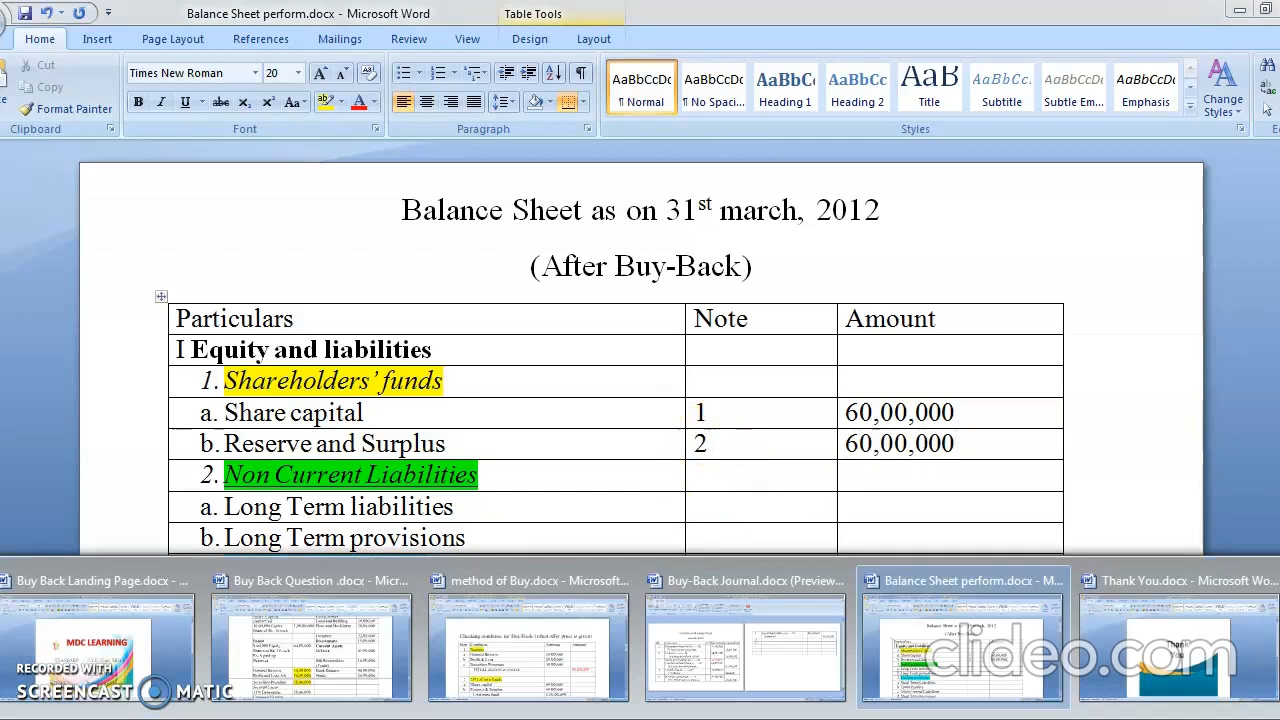 Balance Sheet perform.docx - Microsoft Word
Table Tools
Home Insert Page Layout References Mailings Review View Design Layout
Cut
Copy
Format Painter
Clipboard
Times New Roman 20
Font
Paragraph
AaBbCcDc AaBbCcDc AaBbCc AaBbCc AaB AaBbCc. AaBbCc. AaBbCcDc
¶ Normal ¶ No Spaci... Heading 1 Heading 2 Title Subtitle Subtle Em... Emphasis
Change
Styles
Styles
Balance Sheet as on 31st march, 2012
(After Buy-Back)
Particulars Note Amount
I Equity and liabilities
1. Shareholders’ funds
a. Share capital 1 60,00,000
b. Reserve and Surplus 2 60,00,000
2. Non Current Liabilities
a. Long Term liabilities
b. Long Term provisions
Buy Back Landing Page.docx - ...
Buy Back Question .docx - Micr...
method of Buy.docx - Microsoft...
Buy-Back Journal.docx (Preview...
Balance Sheet perform.docx - M...
Thank You.docx - Microsoft Wo...
MDC LEARNING
RECORDED WITH
SCREENCAST MATIC
clideo.com